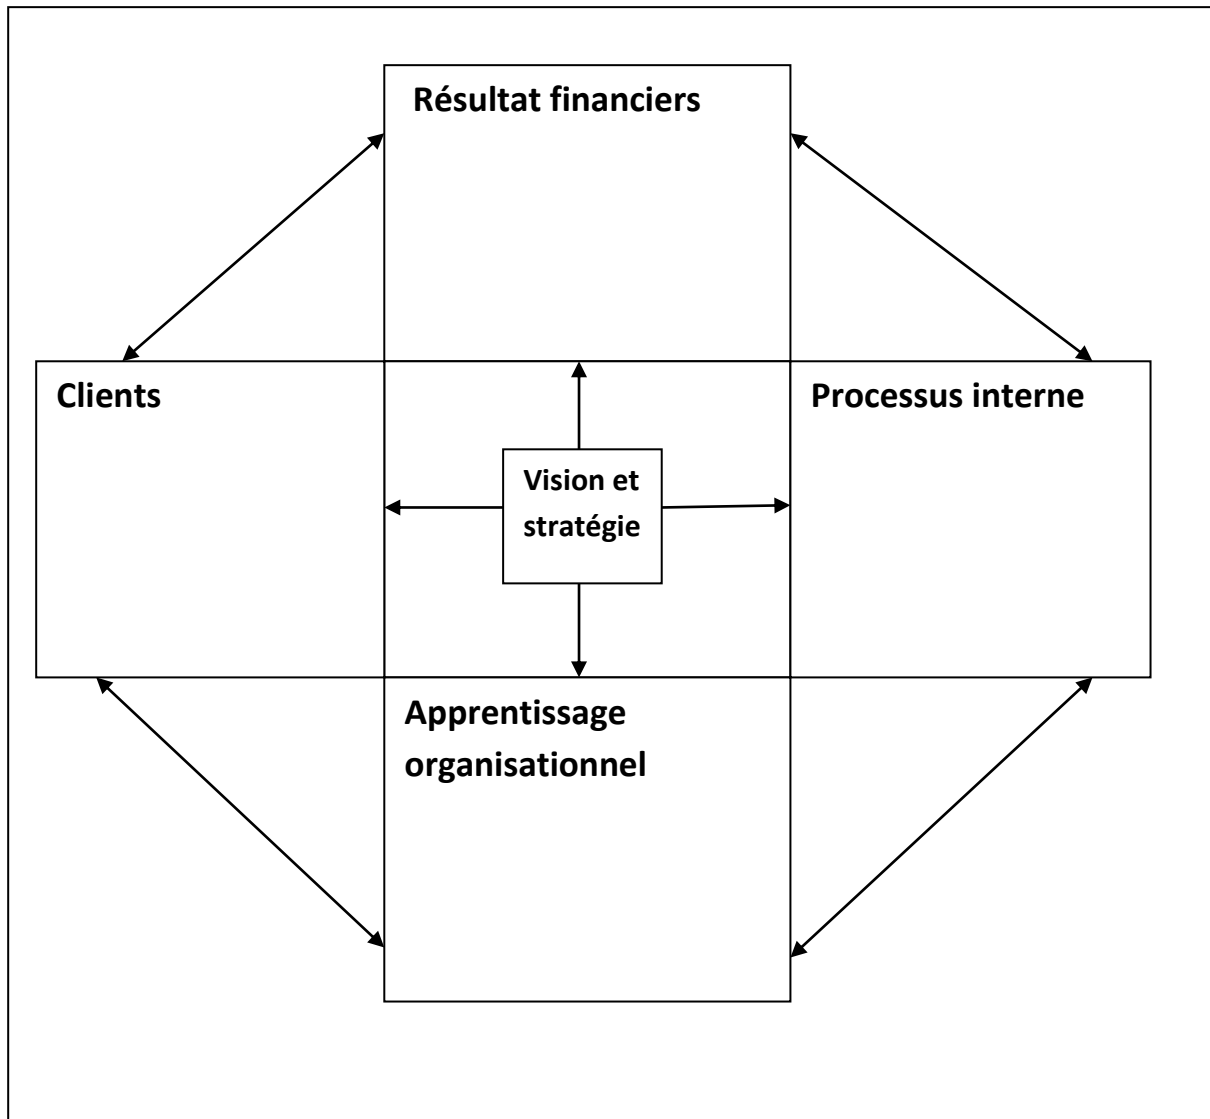 Résultat financiers
Clients
Processus interne
Vision et
stratégie
Apprentissage
organisationnel